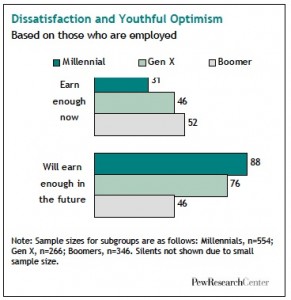 Dissatisfaction and Youthful Optimism
Based on those who are employed
Millennial Gen X Boomer
Earn
enough
now
31
46
52
Will earn
enough in
the future
88
76
46
Note: Sample sizes for subgroups are as follows: Millennials, n=554;
Gen X, n=266; Boomers, n=346. Silents not shown due to small
sample size.
PewResearchCenter